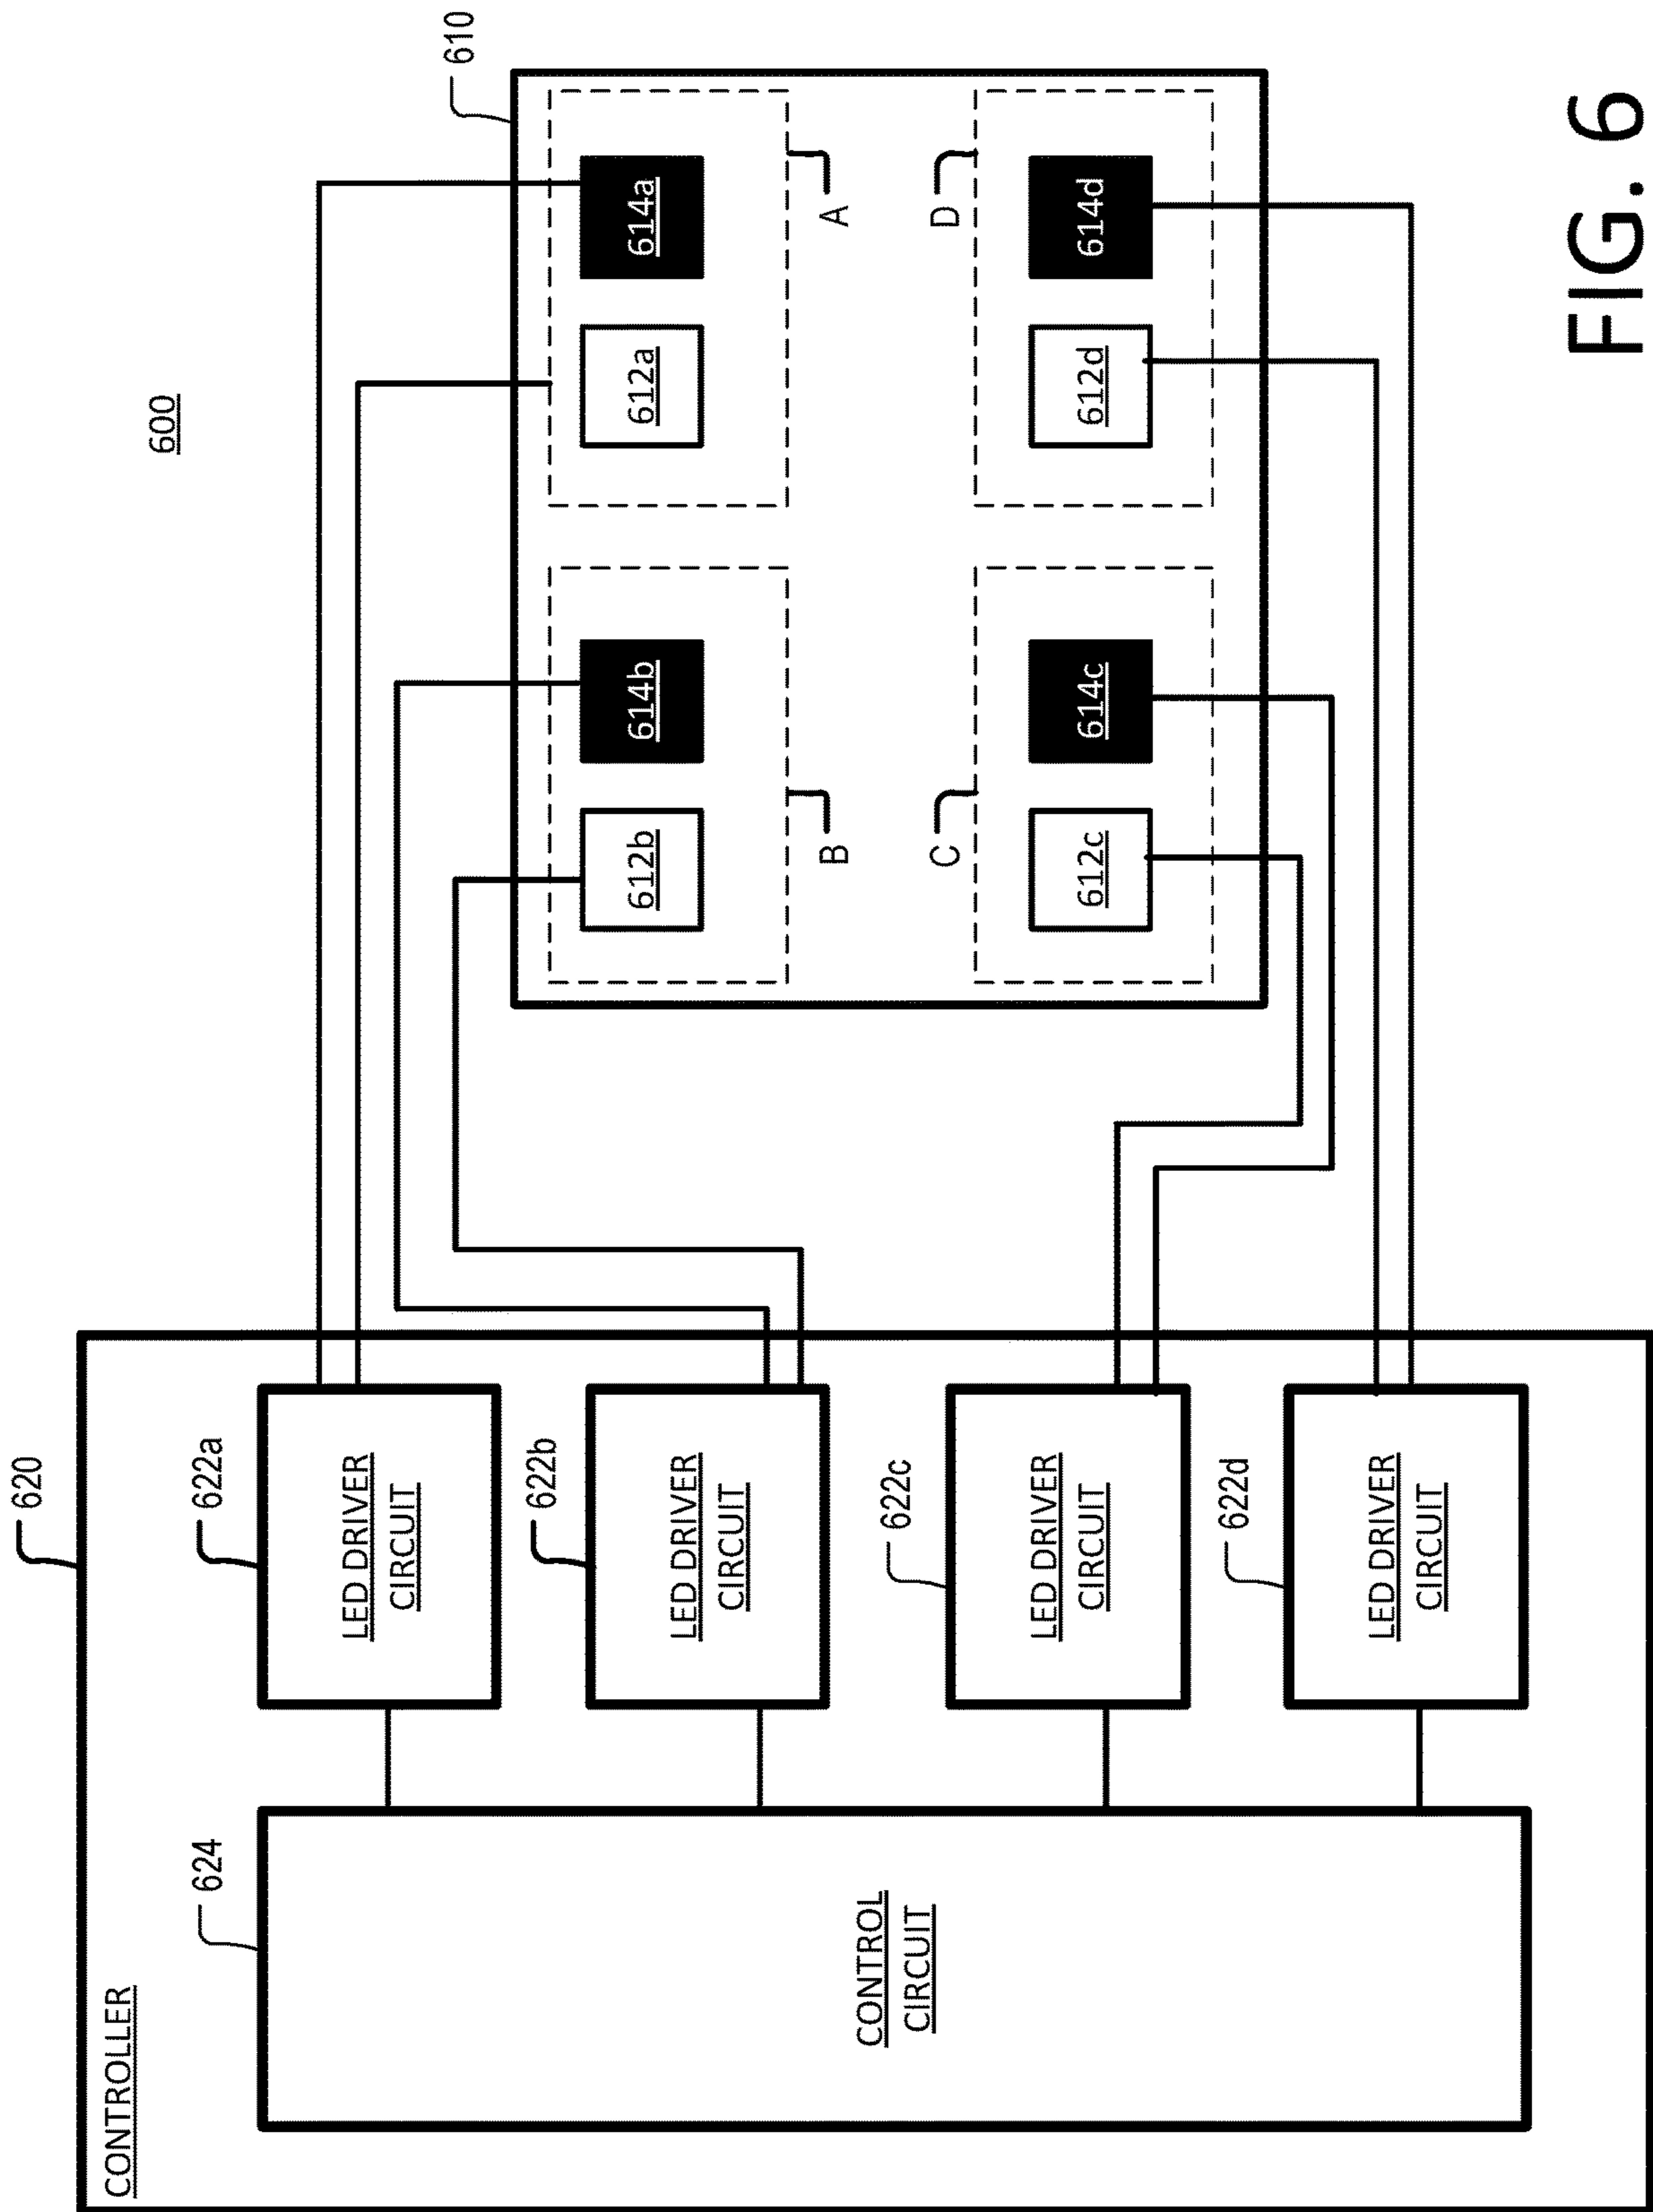 600
CONTROLLER
620
624
CONTROL
CIRCUIT
622a
LED DRIVER
CIRCUIT
622b
LED DRIVER
CIRCUIT
622c
LED DRIVER
CIRCUIT
622d
LED DRIVER
CIRCUIT
610
612b
614b
B
612a
614a
A
C
612c
614c
D
612d
614d
FIG. 6